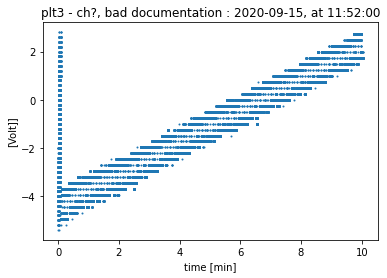 plt3 - ch?, bad documentation : 2020-09-15, at 11:52:00
[Volt]]
2
0
−2
−4
0 2 4 6 8 10
time [min]